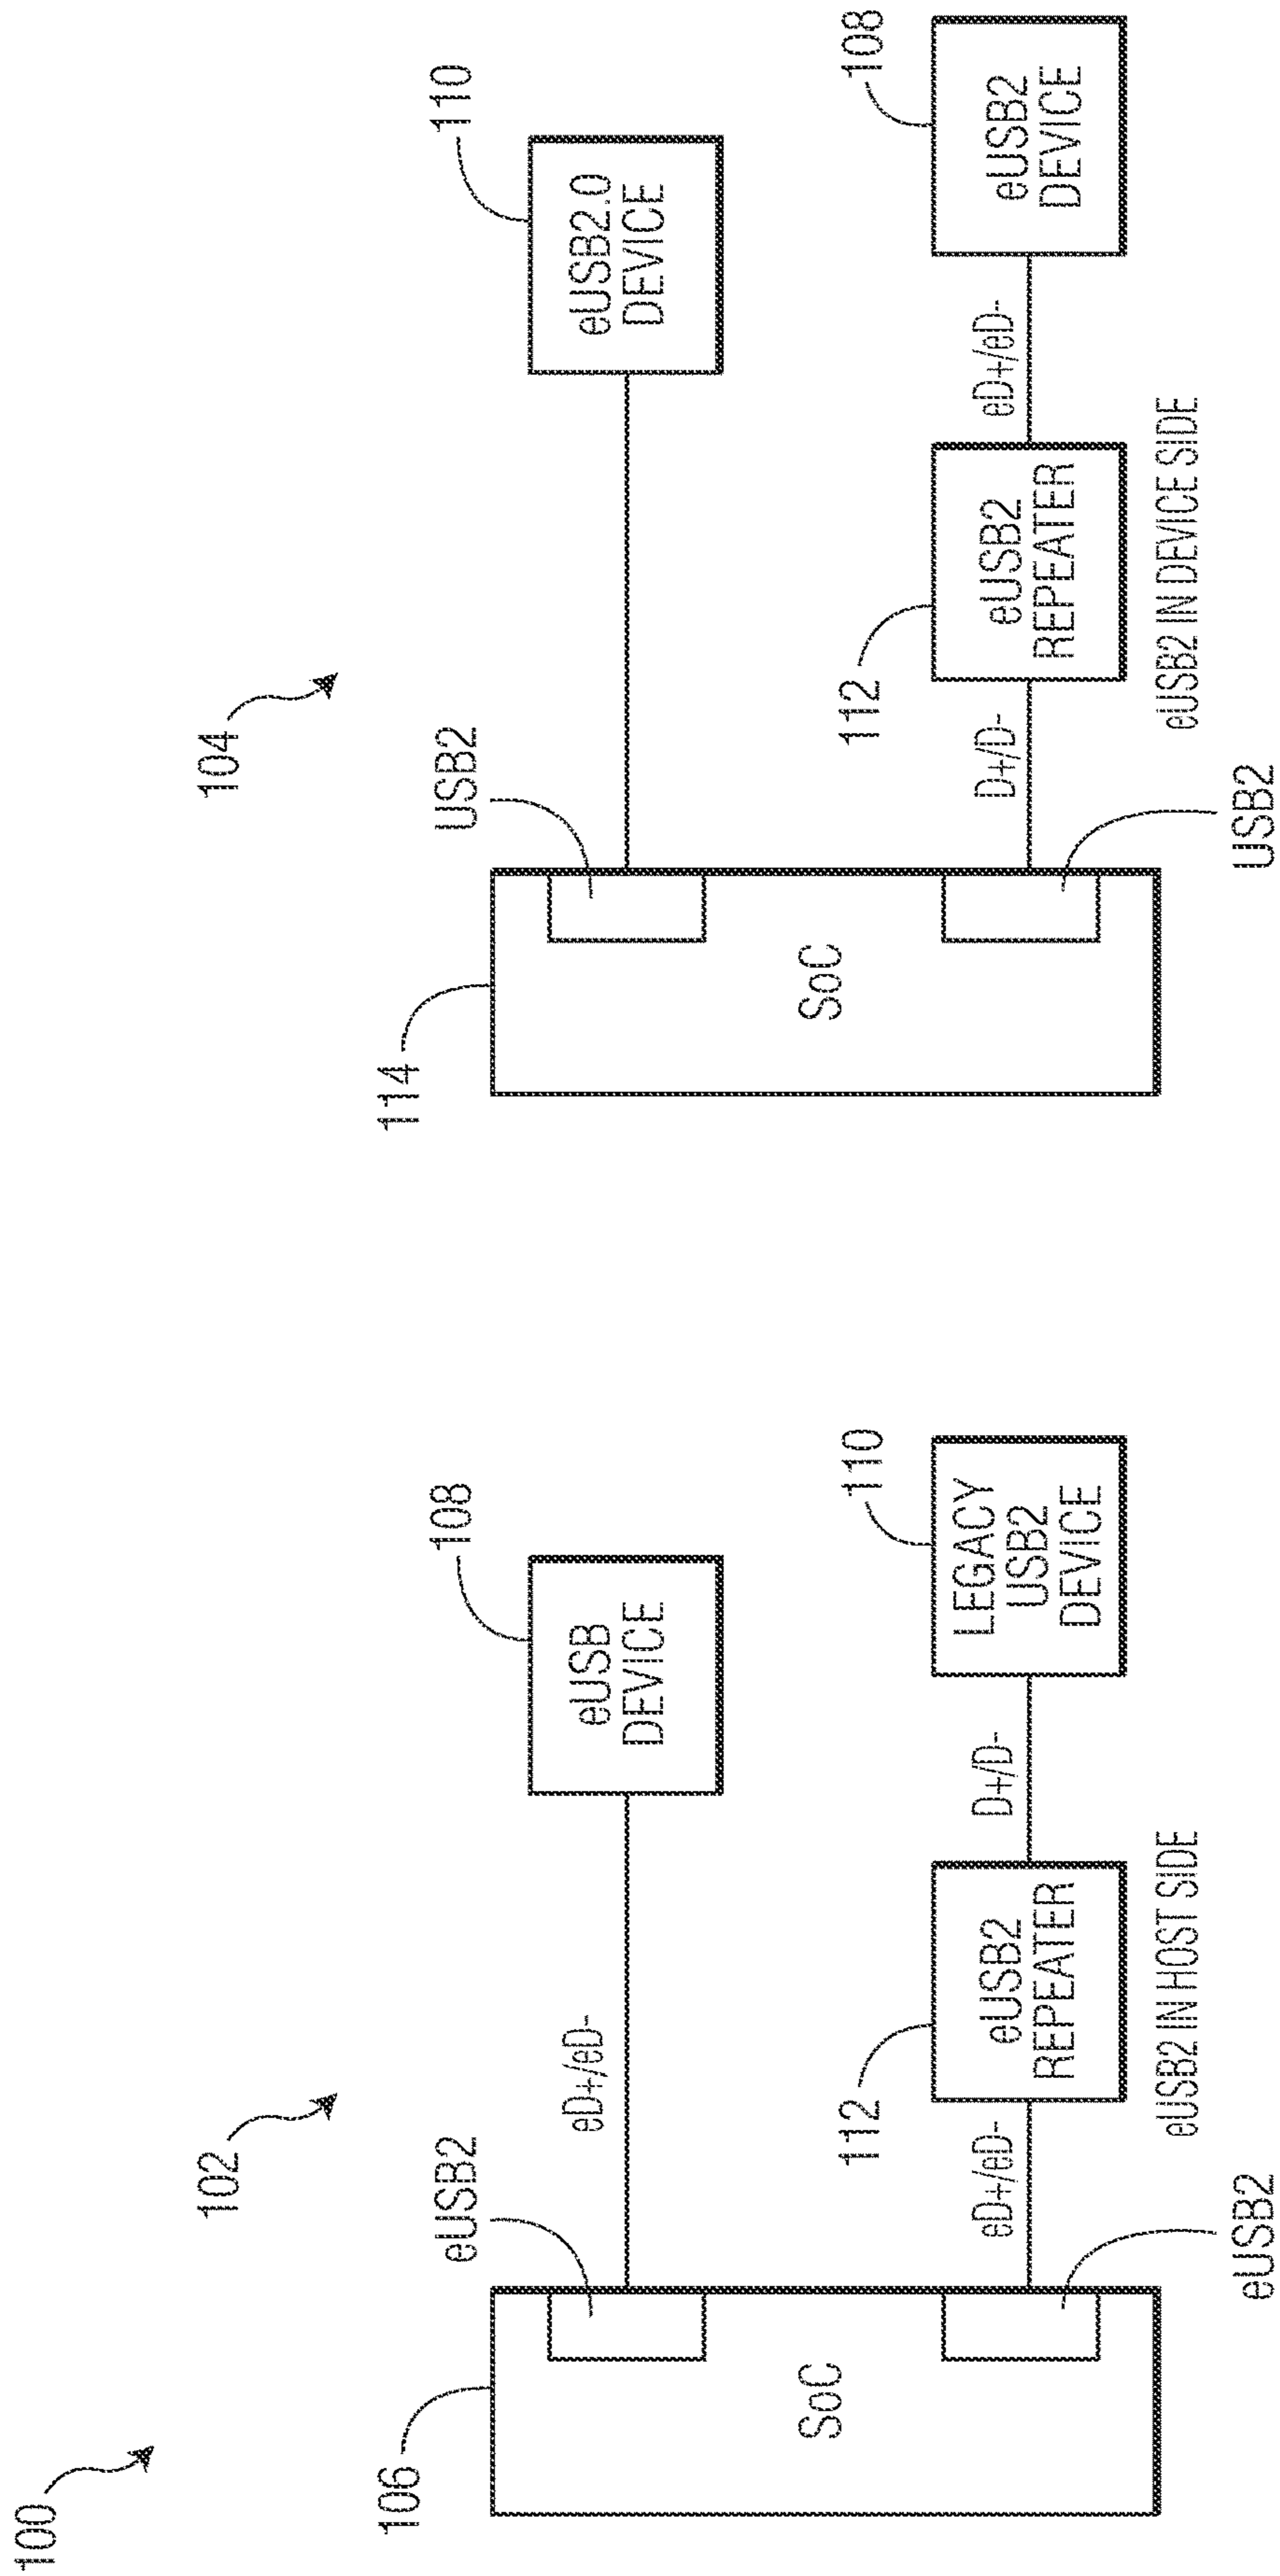 100
102
106
eUSB2
eD+/eD-
108
eUSB
DEVICE
SoC
112
110
eD+/eD-
eUSB2
REPEATER
D+/D-
LEGACY
USB2
DEVICE
eUSB2 IN HOST SIDE
eUSB2
104
114
USB2
110
eUSB2.0
DEVICE
SoC
112
108
D+/D-
eUSB2
REPEATER
eD+/eD-
eUSB2
DEVICE
eUSB2 IN DEVICE SIDE
USB2